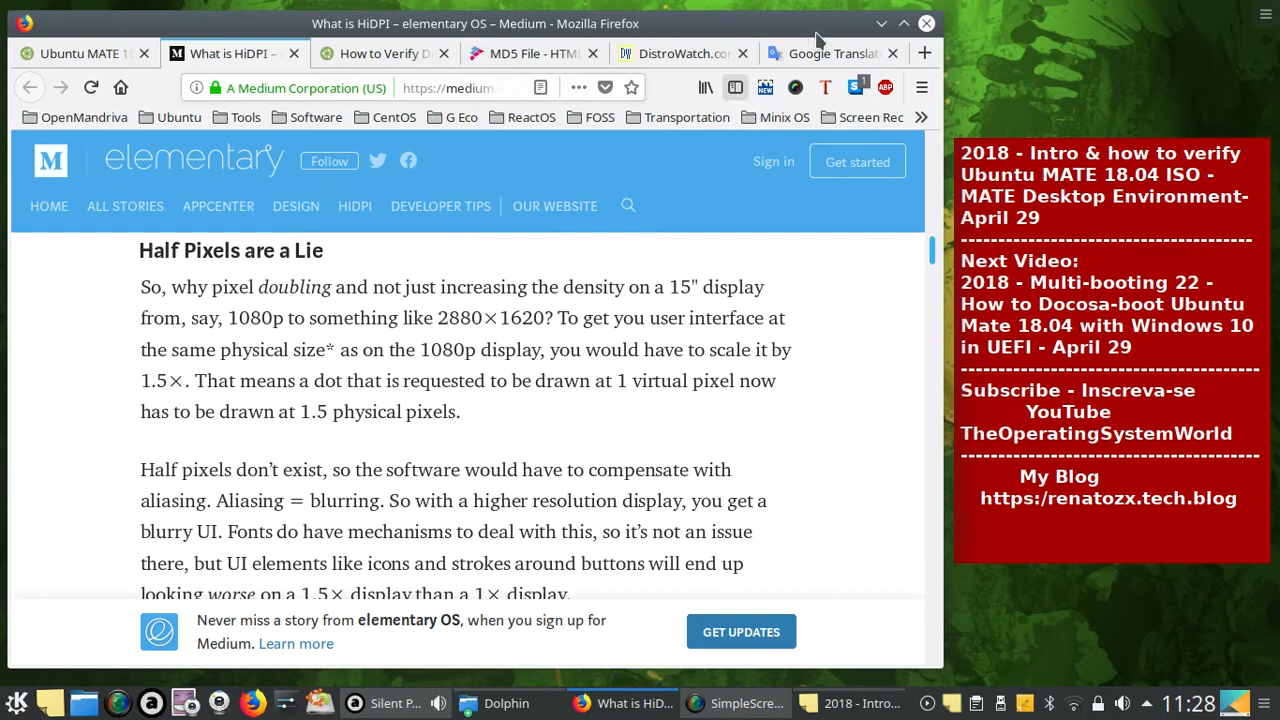 What is HiDPI – elementary OS – Medium - Mozilla Firefox
Ubuntu MATE 18
What is HiDPI –
How to Verify D
MD5 File - HTML
DistroWatch.co
Google Translat
A Medium Corporation (US)
https://medium.
1
ABP
OpenMandriva
Ubuntu
Tools
Software
CentOS
G Eco
ReactOS
FOSS
Transportation
Minix OS
Screen Rec
M
elementary
Follow
Sign in
Get started
HOME
ALL STORIES
APPCENTER
DESIGN
HIDPI
DEVELOPER TIPS
OUR WEBSITE
Half Pixels are a Lie
So, why pixel doubling and not just increasing the density on a 15" display
from, say, 1080p to something like 2880×1620? To get you user interface at
the same physical size* as on the 1080p display, you would have to scale it by
1.5×. That means a dot that is requested to be drawn at 1 virtual pixel now
has to be drawn at 1.5 physical pixels.
Half pixels don’t exist, so the software would have to compensate with
aliasing. Aliasing = blurring. So with a higher resolution display, you get a
blurry UI. Fonts do have mechanisms to deal with this, so it’s not an issue
there, but UI elements like icons and strokes around buttons will end up
looking worse on a 1.5× display than a 1× display.
Never miss a story from elementary OS, when you sign up for
Medium. Learn more
GET UPDATES
2018 - Intro & how to verify
Ubuntu MATE 18.04 ISO -
MATE Desktop Environment-
April 29
---------------------------------------
Next Video:
2018 - Multi-booting 22 -
How to Docosa-boot Ubuntu
Mate 18.04 with Windows 10
in UEFI - April 29
----------------------------------------
Subscribe - Inscreva-se
YouTube
TheOperatingSystemWorld
----------------------------------------
My Blog
https:/renatozx.tech.blog
Silent P...
Dolphin
What is HiD...
SimpleScre...
2018 - Intro...
11:28